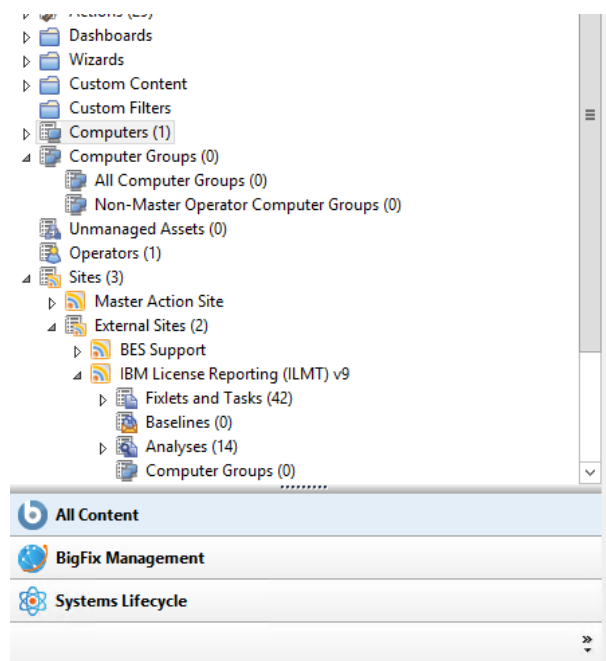 Actions (29)
Dashboards
Wizards
Custom Content
Custom Filters
Computers (1)
Computer Groups (0)
All Computer Groups (0)
Non-Master Operator Computer Groups (0)
Unmanaged Assets (0)
Operators (1)
Sites (3)
Master Action Site
External Sites (2)
BES Support
IBM License Reporting (ILMT) v9
Fixlets and Tasks (42)
Baselines (0)
Analyses (14)
Computer Groups (0)
All Content
BigFix Management
Systems Lifecycle